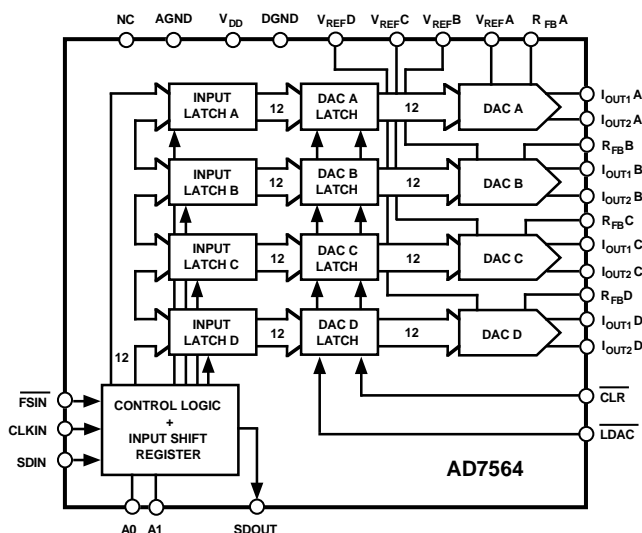 NC AGND VDD DGND VREFD VREFC VREFB VREFA RFBA
INPUT LATCH A
12
DAC A LATCH
12
DAC A
IOUT1A
IOUT2A
RFBB
INPUT LATCH B
12
DAC B LATCH
12
DAC B
IOUT1B
IOUT2B
RFBC
INPUT LATCH C
12
DAC C LATCH
12
DAC C
IOUT1C
IOUT2C
RFBD
INPUT LATCH D
12
DAC D LATCH
12
DAC D
IOUT1D
IOUT2D
12
FSIN
CLKIN
SDIN
CONTROL LOGIC
+
INPUT SHIFT
REGISTER
CLR
LDAC
AD7564
A0 A1 SDOUT